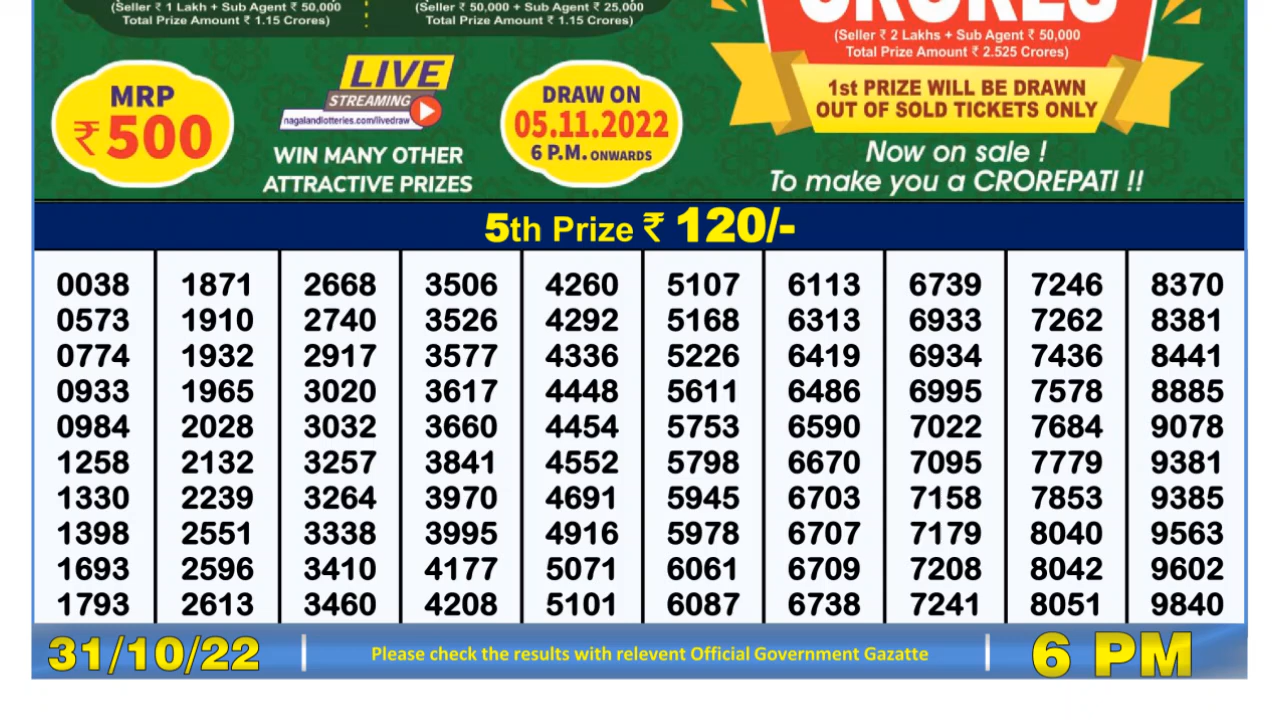 (Seller ₹ 1 Lakh + Sub Agent ₹ 50,000
Total Prize Amount ₹ 1.15 Crores)
(Seller ₹ 50,000 + Sub Agent ₹ 25,000
Total Prize Amount ₹ 1.15 Crores)
CRORES
(Seller ₹ 2 Lakhs + Sub Agent ₹ 50,000
Total Prize Amount ₹ 2.525 Crores)
MRP
₹ 500
LIVE
STREAMING
nagalandlotteries.com/livedraw
WIN MANY OTHER
ATTRACTIVE PRIZES
DRAW ON
05.11.2022
6 P.M. ONWARDS
1st PRIZE WILL BE DRAWN
OUT OF SOLD TICKETS ONLY
Now on sale !
To make you a CROREPATI !!
5th Prize ₹ 120/-
0038 1871 2668 3506 4260 5107 6113 6739 7246 8370
0573 1910 2740 3526 4292 5168 6313 6933 7262 8381
0774 1932 2917 3577 4336 5226 6419 6934 7436 8441
0933 1965 3020 3617 4448 5611 6486 6995 7578 8885
0984 2028 3032 3660 4454 5753 6590 7022 7684 9078
1258 2132 3257 3841 4552 5798 6670 7095 7779 9381
1330 2239 3264 3970 4691 5945 6703 7158 7853 9385
1398 2551 3338 3995 4916 5978 6707 7179 8040 9563
1693 2596 3410 4177 5071 6061 6709 7208 8042 9602
1793 2613 3460 4208 5101 6087 6738 7241 8051 9840
31/10/22
Please check the results with relevent Official Government Gazatte
6 PM